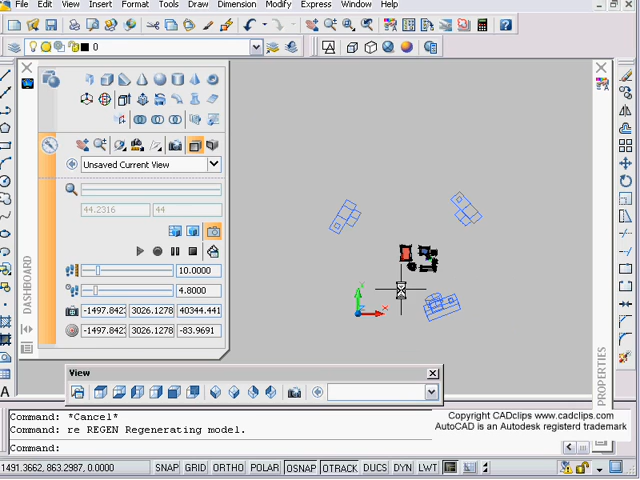 File Edit View Insert Format Tools Draw Dimension Modify Express Window Help
0
Unsaved Current View
44.2316 44
10.0000
4.8000
-1497.842 3026.1278 40344.441
-1497.842 3026.1278 -83.9691
DASHBOARD
PROPERTIES
View
Command: *Cancel*
Command: re REGEN Regenerating model.
Command:
Copyright CADclips www.cadclips.com
AutoCAD is an Autodesk registerd trademark
1491.3662, 863.2987, 0.0000 SNAP GRID ORTHO POLAR OSNAP OTRACK DUCS DYN LWT